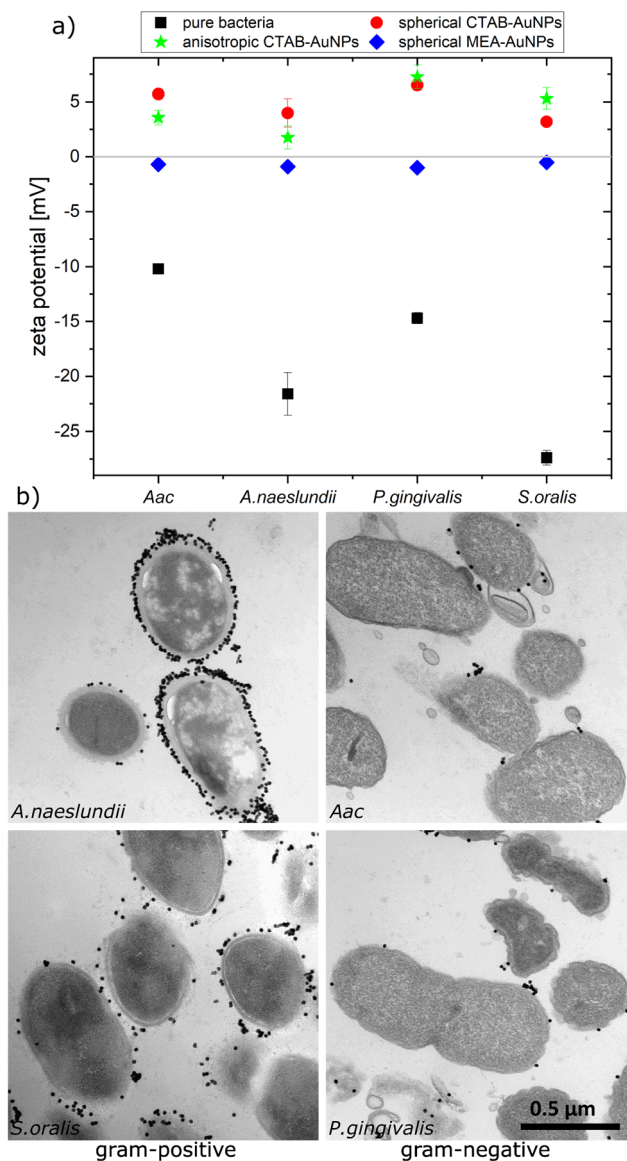 a)
pure bacteria
spherical CTAB-AuNPs
anisotropic CTAB-AuNPs
spherical MEA-AuNPs
zeta potential [mV]
5
0
-5
-10
-15
-20
-25
Aac
A.naeslundii
P.gingivalis
S.oralis
b)
A.naeslundii
Aac
S.oralis
P.gingivalis
0.5 µm
gram-positive
gram-negative